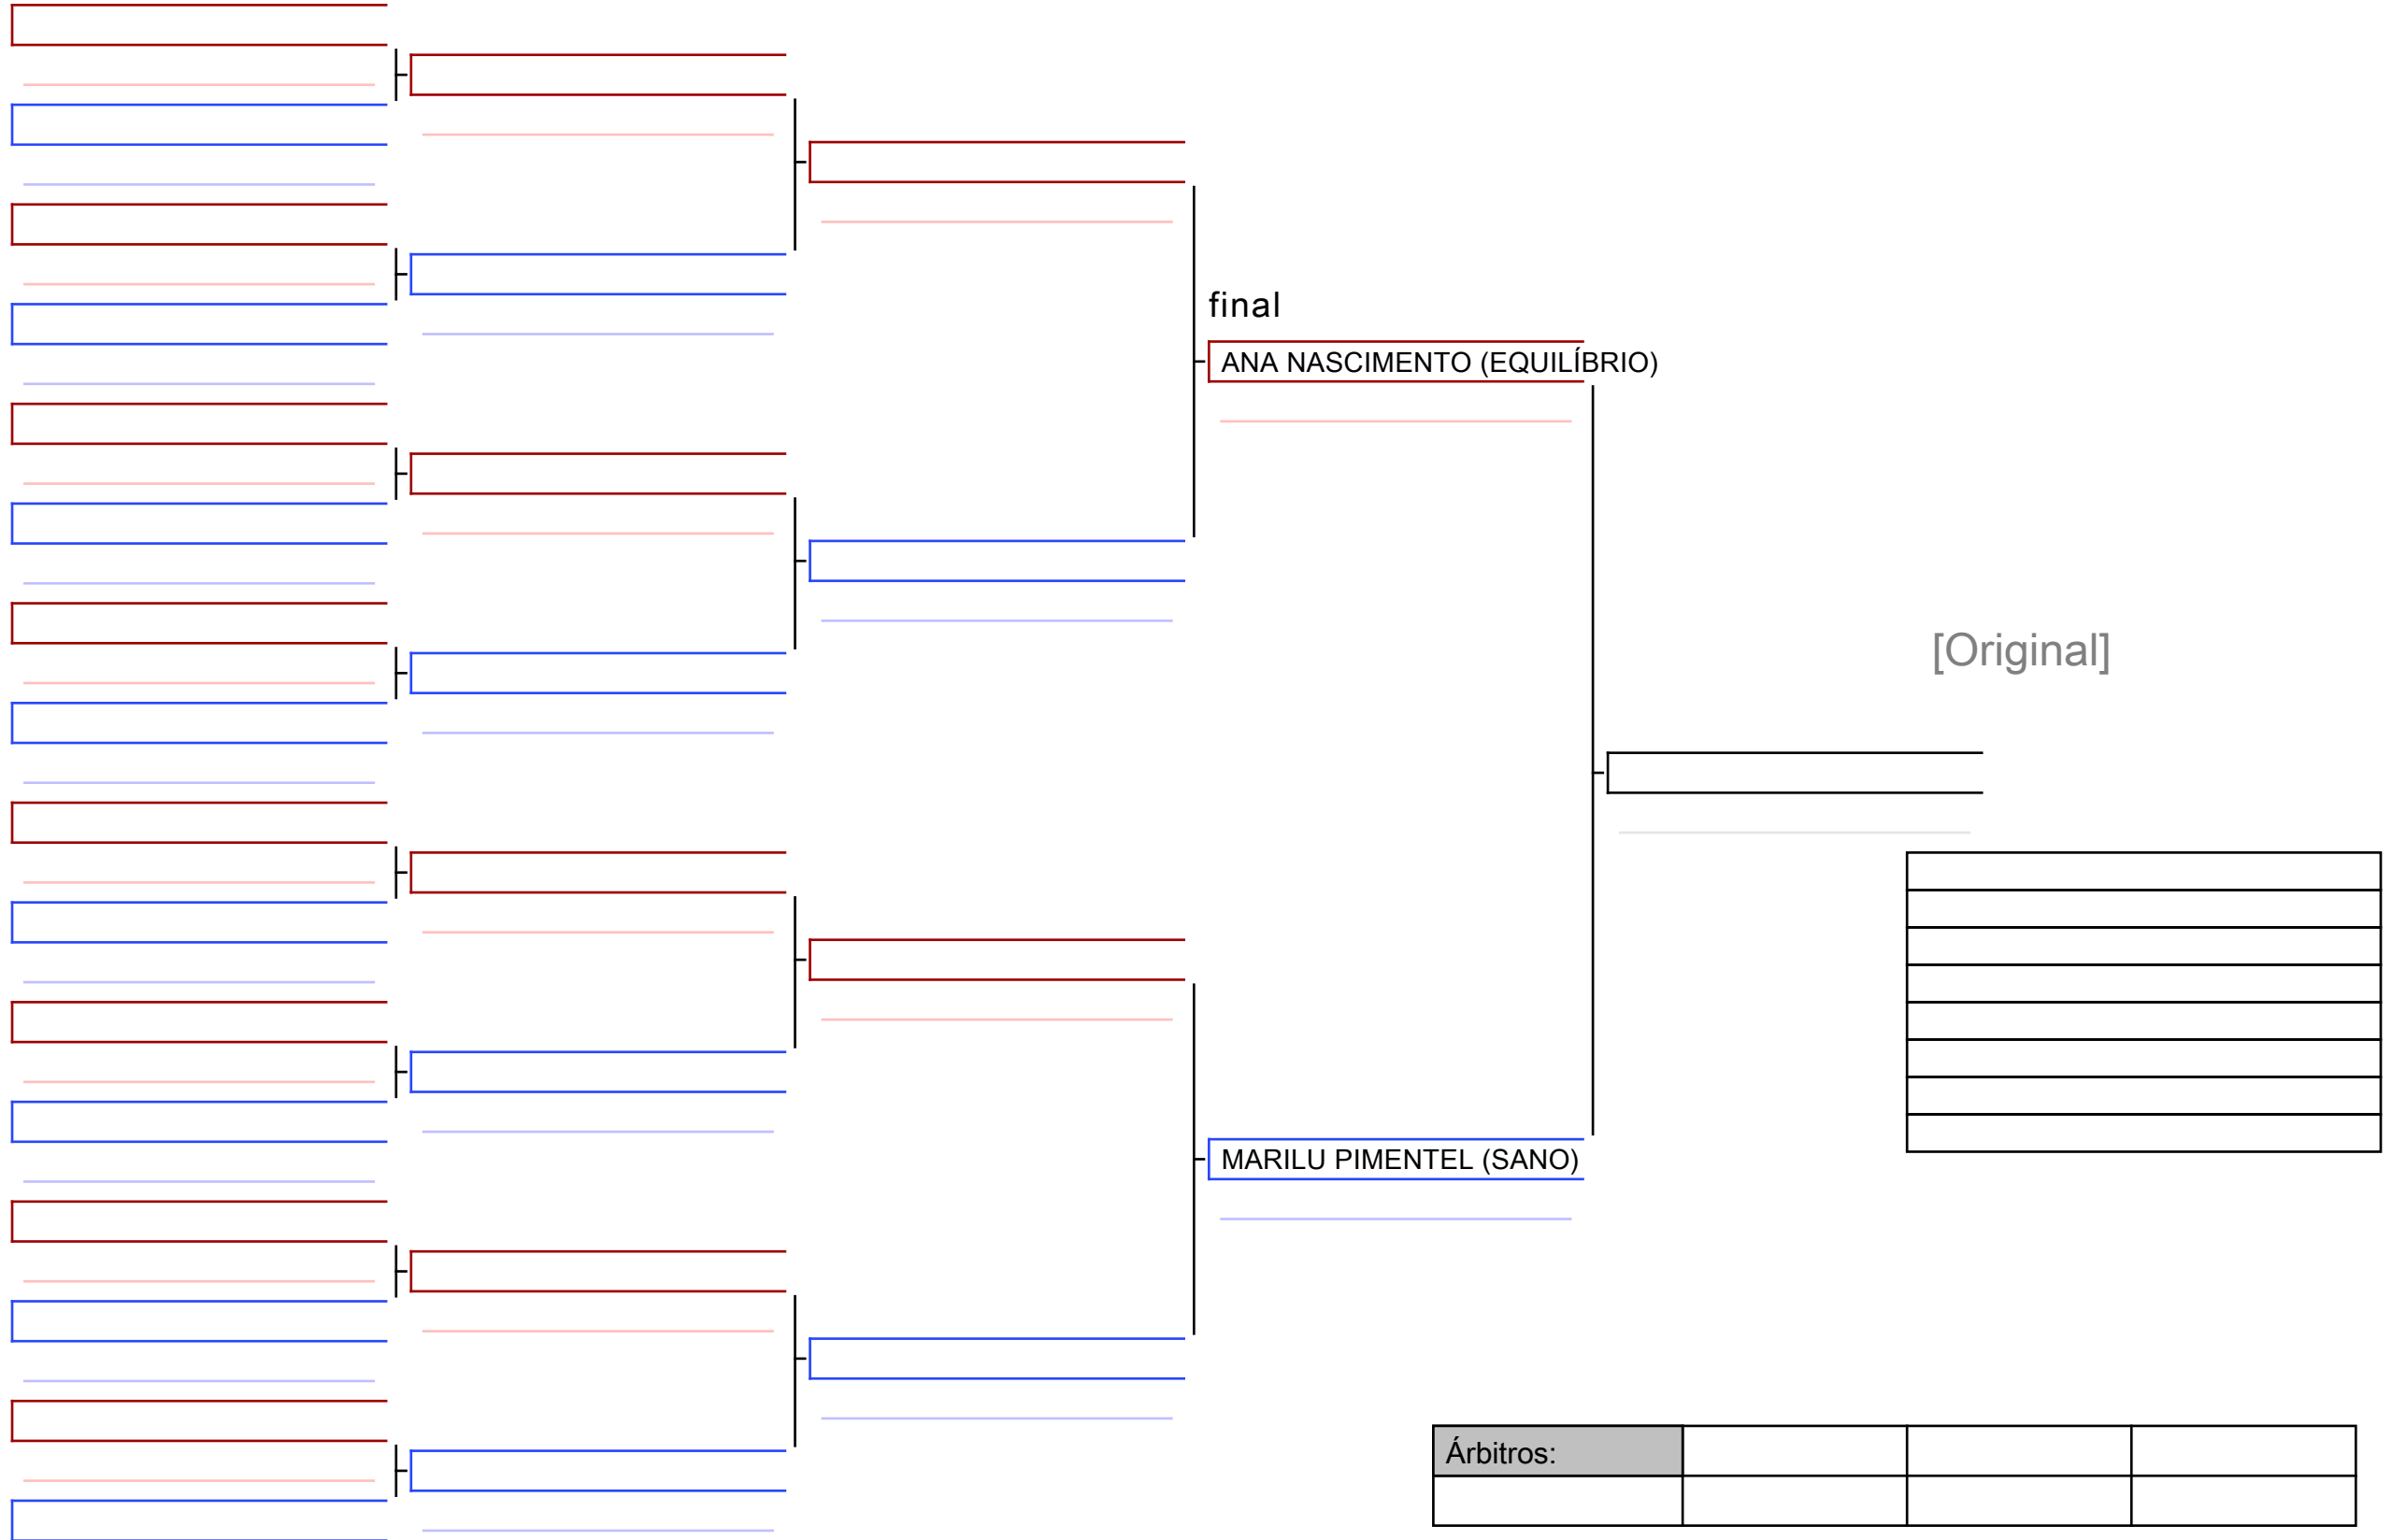 final
ANA NASCIMENTO (EQUILÍBRIO)
[Original]
MARILU PIMENTEL (SANO)
Árbitros: